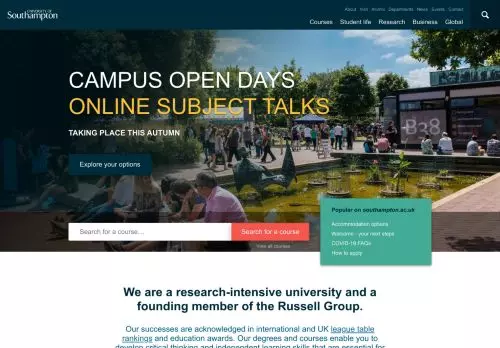 UNIVERSITY OF
Southampton
About Visit Alumni Departments News Events Contact
Courses Student life Research Business Global
CAMPUS OPEN DAYS
ONLINE SUBJECT TALKS
TAKING PLACE THIS AUTUMN
Explore your options
B38
Search for a course...
Search for a course
View all courses
Popular on southampton.ac.uk
Accommodation options
Welcome - your next steps
COVID-19 FAQs
How to apply
We are a research-intensive university and a
founding member of the Russell Group.
Our successes are acknowledged in international and UK league table
rankings and education awards. Our degrees and courses enable you to
develop critical thinking and independent learning skills that are essential for